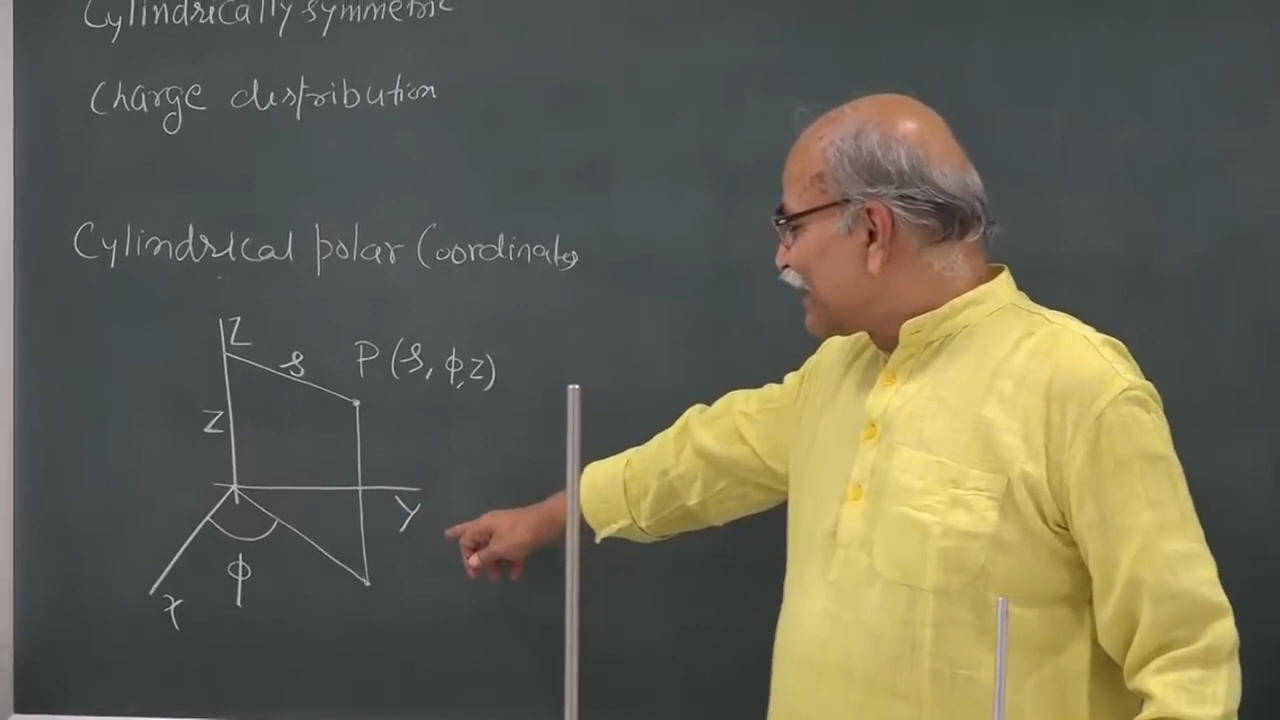 Cylindrically symmetric
Charge distribution
Cylindrical polar Coordinates
Z
s P(s, φ, z)
Z
Y
φ
x